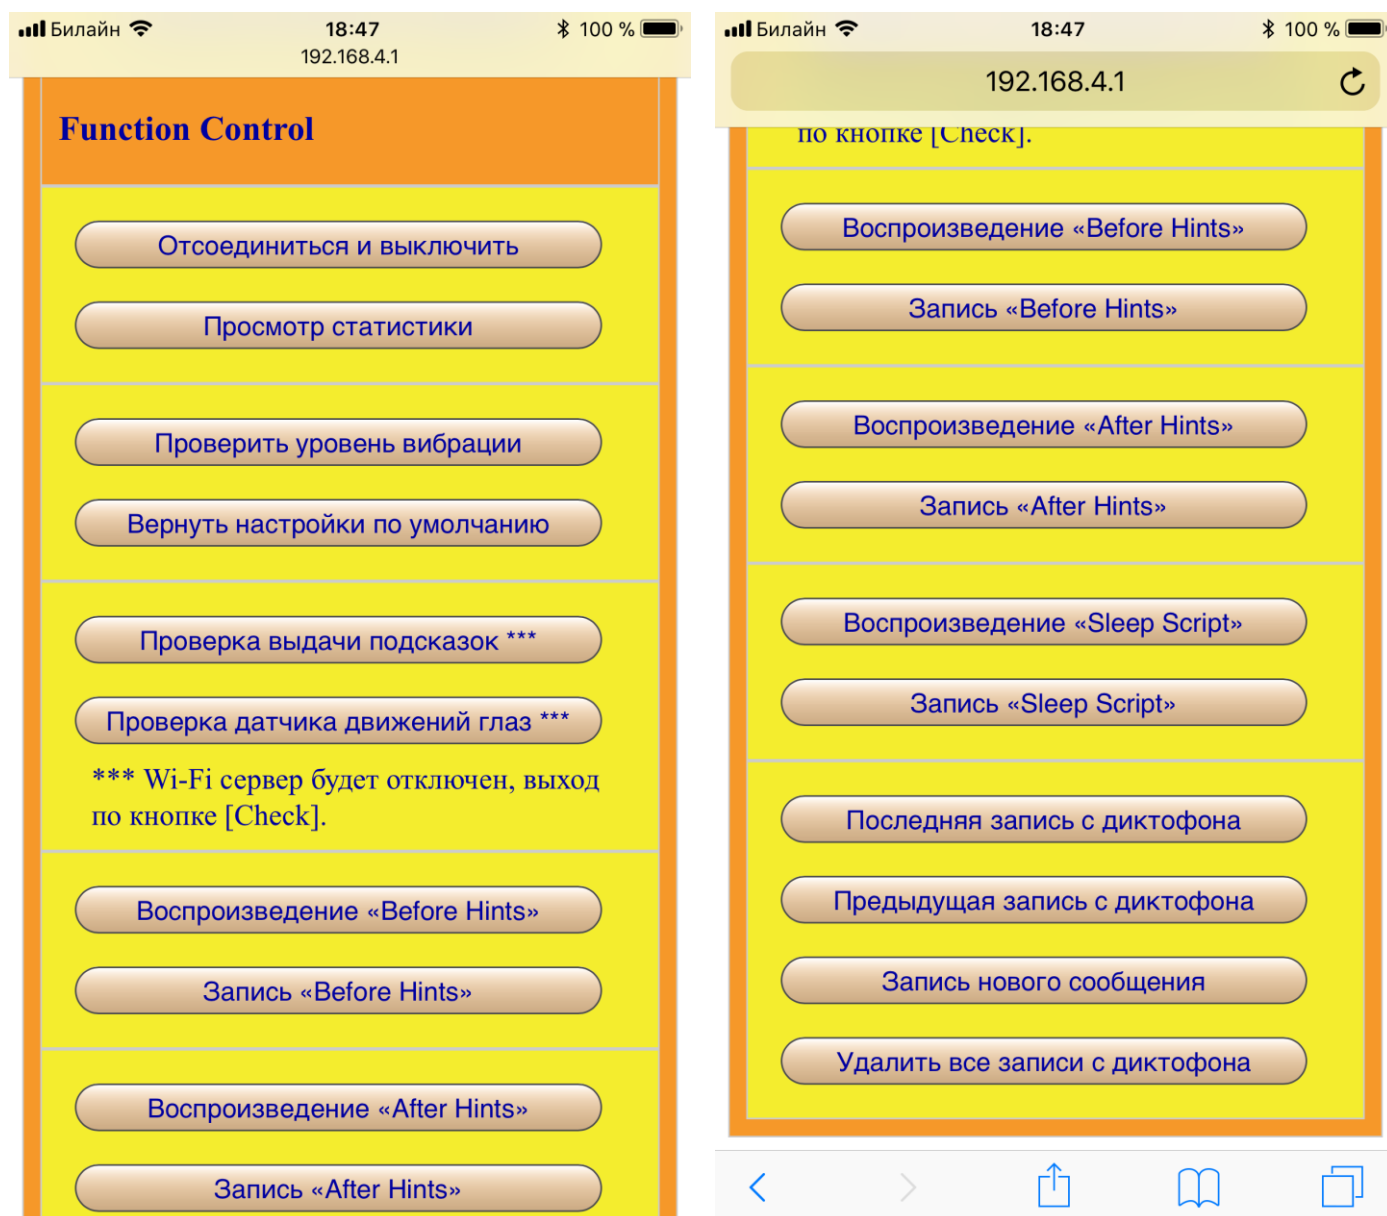 Билайн 18:47 100 %
192.168.4.1
Function Control
Отсоединиться и выключить
Просмотр статистики
Проверить уровень вибрации
Вернуть настройки по умолчанию
Проверка выдачи подсказок ***
Проверка датчика движений глаз ***
*** Wi-Fi сервер будет отключен, выход
по кнопке [Check].
Воспроизведение «Before Hints»
Запись «Before Hints»
Воспроизведение «After Hints»
Запись «After Hints»
Билайн 18:47 100 %
192.168.4.1
по кнопке [Check].
Воспроизведение «Before Hints»
Запись «Before Hints»
Воспроизведение «After Hints»
Запись «After Hints»
Воспроизведение «Sleep Script»
Запись «Sleep Script»
Последняя запись с диктофона
Предыдущая запись с диктофона
Запись нового сообщения
Удалить все записи с диктофона